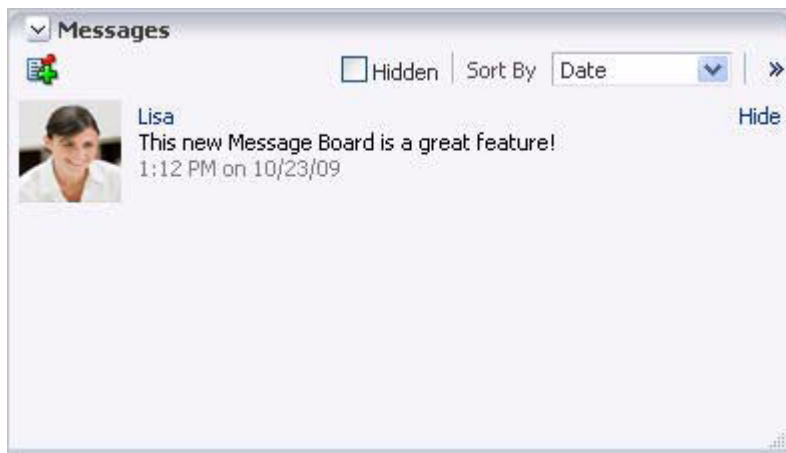 Messages
Hidden Sort By Date »
Lisa Hide
This new Message Board is a great feature!
1:12 PM on 10/23/09